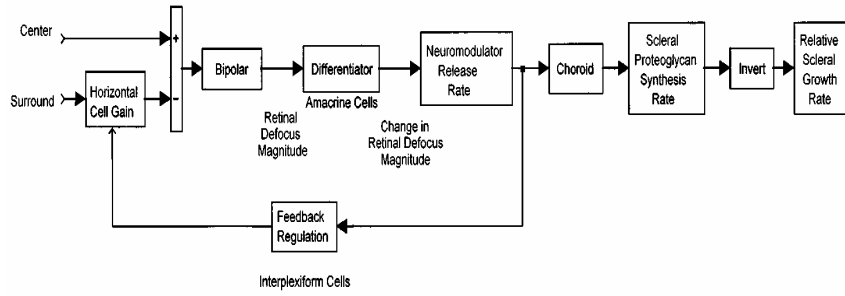 Center
+
Surround
Horizontal
Cell Gain
−
Bipolar
Retinal
Defocus
Magnitude
Differentiator
Amacrine Cells
Change in
Retinal Defocus
Magnitude
Neuromodulator
Release
Rate
Choroid
Scleral
Proteoglycan
Synthesis
Rate
Invert
Relative
Scleral
Growth
Rate
Feedback
Regulation
Interplexiform Cells